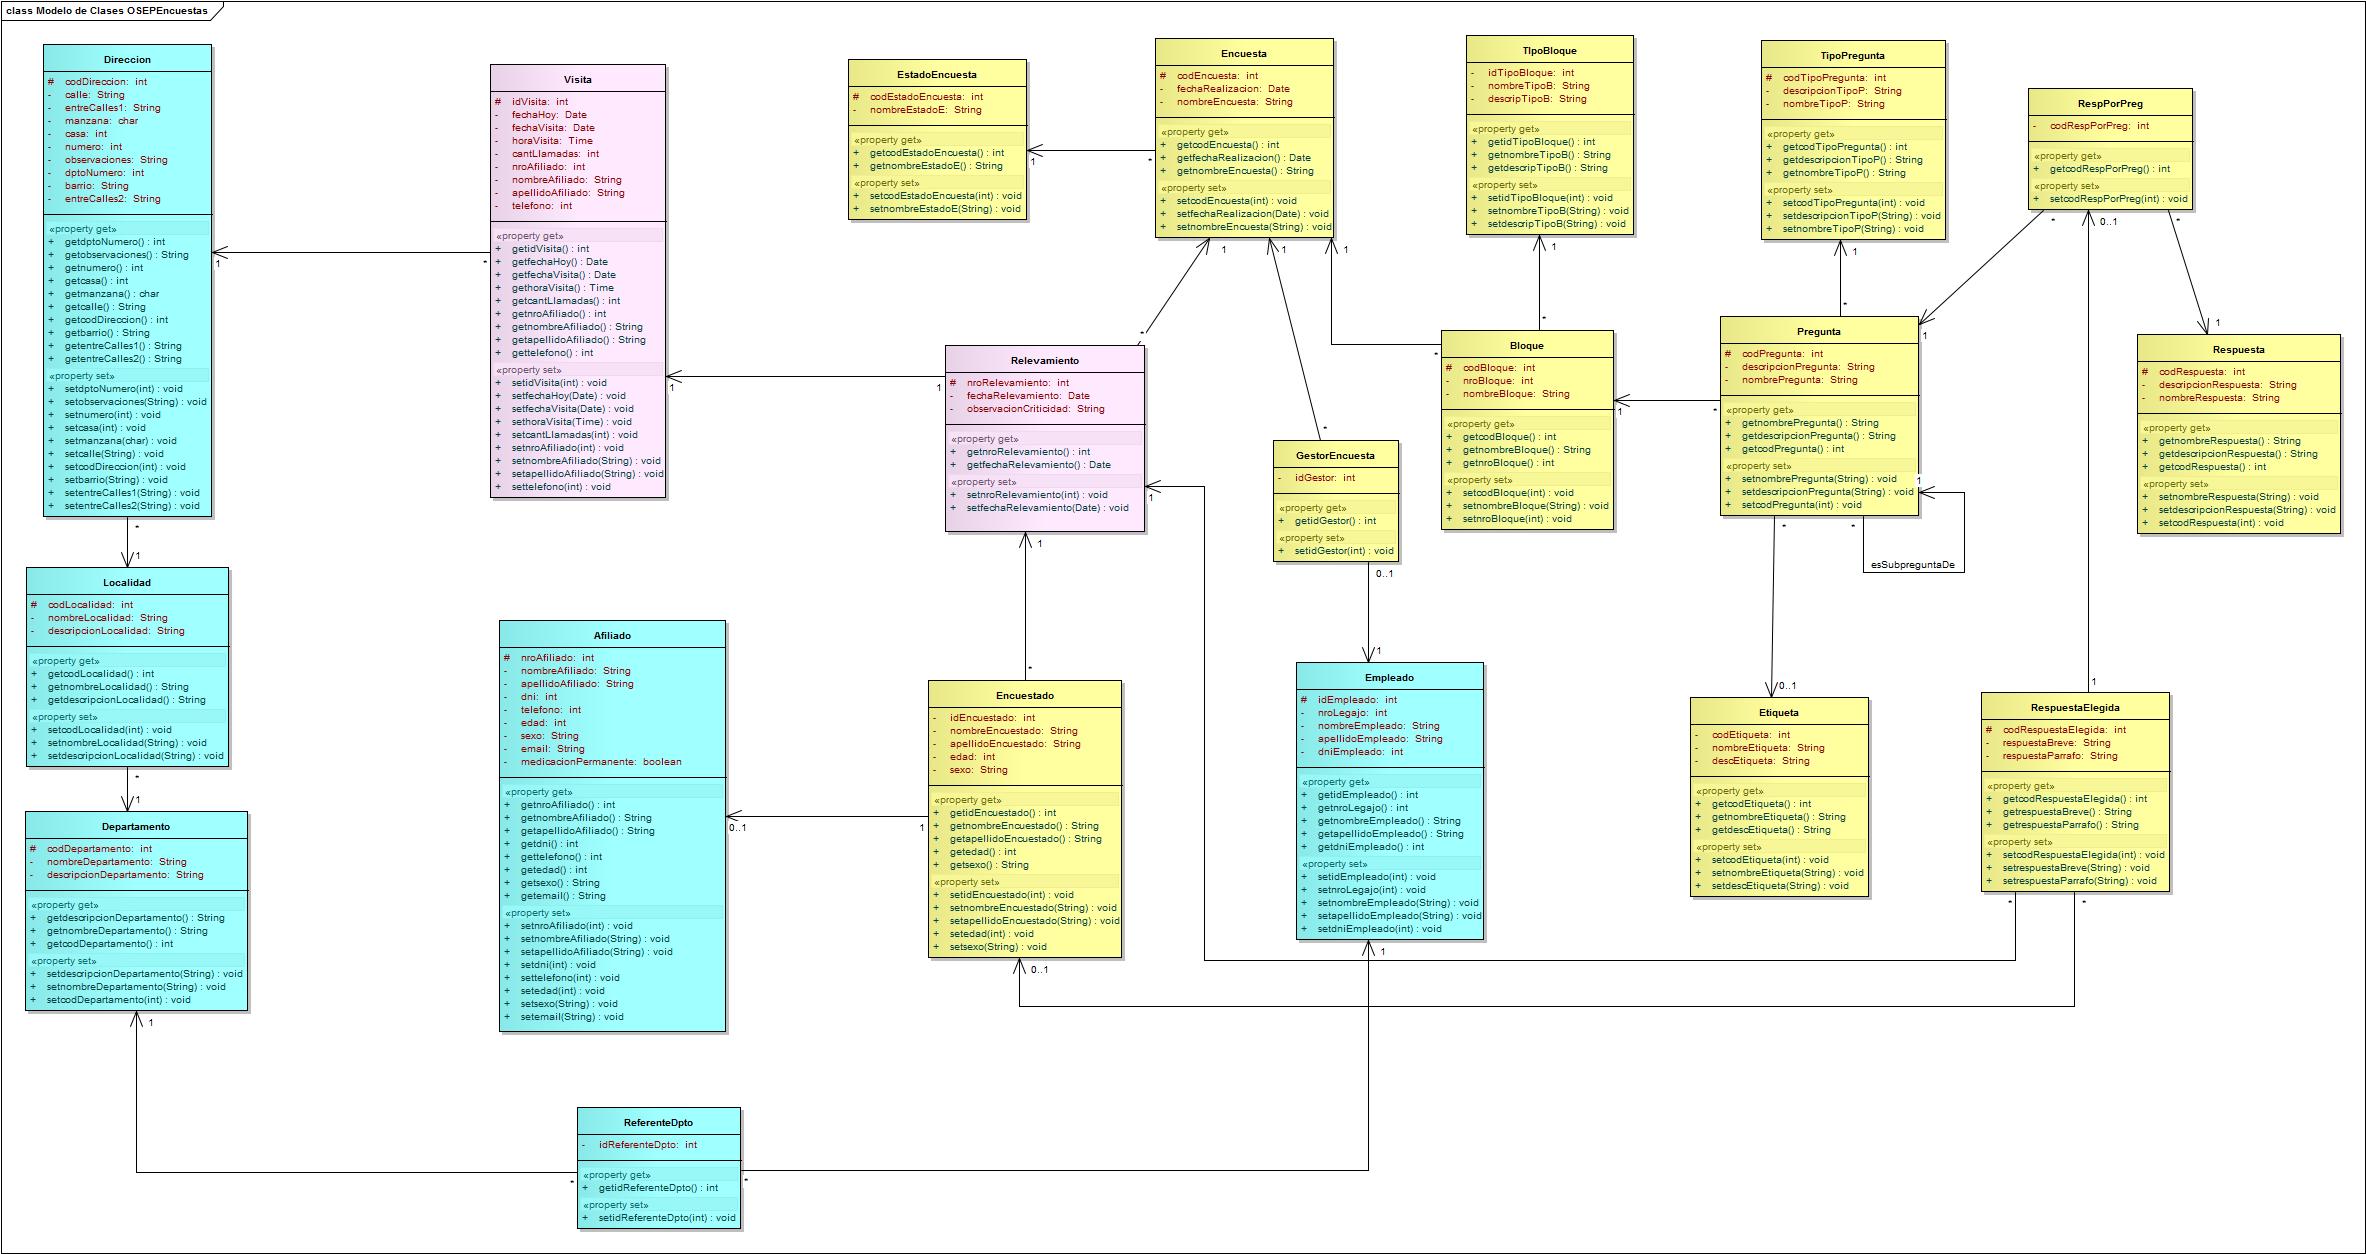 class Modelo de Clases OSEPEncuestas
Direccion
# codDireccion: int
- calle: String
- entreCalles1: String
- manzana: char
- casa: int
- numero: int
- observaciones: String
- dptoNumero: int
- barrio: String
- entreCalles2: String
«property get»
+ getdptoNumero() : int
+ getobservaciones() : String
+ getnumero() : int
+ getcasa() : int
+ getmanzana() : char
+ getcalle() : String
+ getcodDireccion() : int
+ getbarrio() : String
+ getentreCalles1() : String
+ getentreCalles2() : String
«property set»
+ setdptoNumero(int) : void
+ setobservaciones(String) : void
+ setnumero(int) : void
+ setcasa(int) : void
+ setmanzana(char) : void
+ setcalle(String) : void
+ setcodDireccion(int) : void
+ setbarrio(String) : void
+ setentreCalles1(String) : void
+ setentreCalles2(String) : void
1
*
*
1
Visita
# idVisita: int
- fechaHoy: Date
- fechaVisita: Date
- horaVisita: Time
- cantLlamadas: int
- nroAfiliado: int
- nombreAfiliado: String
- apellidoAfiliado: String
- telefono: int
«property get»
+ getidVisita() : int
+ getfechaHoy() : Date
+ getfechaVisita() : Date
+ gethoraVisita() : Time
+ getcantLlamadas() : int
+ getnroAfiliado() : int
+ getnombreAfiliado() : String
+ getapellidoAfiliado() : String
+ gettelefono() : int
«property set»
+ setidVisita(int) : void
+ setfechaHoy(Date) : void
+ setfechaVisita(Date) : void
+ sethoraVisita(Time) : void
+ setcantLlamadas(int) : void
+ setnroAfiliado(int) : void
+ setnombreAfiliado(String) : void
+ setapellidoAfiliado(String) : void
+ settelefono(int) : void
1
1
EstadoEncuesta
# codEstadoEncuesta: int
- nombreEstadoE: String
«property get»
+ getcodEstadoEncuesta() : int
+ getnombreEstadoE() : String
«property set»
+ setcodEstadoEncuesta(int) : void
+ setnombreEstadoE(String) : void
1
*
Encuesta
# codEncuesta: int
- fechaRealizacion: Date
- nombreEncuesta: String
«property get»
+ getcodEncuesta() : int
+ getfechaRealizacion() : Date
+ getnombreEncuesta() : String
«property set»
+ setcodEncuesta(int) : void
+ setfechaRealizacion(Date) : void
+ setnombreEncuesta(String) : void
1
1
1
*
TIpoBloque
- idTipoBloque: int
- nombreTipoB: String
- descripTipoB: String
«property get»
+ getidTipoBloque() : int
+ getnombreTipoB() : String
+ getdescripTipoB() : String
«property set»
+ setidTipoBloque(int) : void
+ setnombreTipoB(String) : void
+ setdescripTipoB(String) : void
1
*
TipoPregunta
# codTipoPregunta: int
- descripcionTipoP: String
- nombreTipoP: String
«property get»
+ getcodTipoPregunta() : int
+ getdescripcionTipoP() : String
+ getnombreTipoP() : String
«property set»
+ setcodTipoPregunta(int) : void
+ setdescripcionTipoP(String) : void
+ setnombreTipoP(String) : void
1
*
RespPorPreg
- codRespPorPreg: int
«property get»
+ getcodRespPorPreg() : int
«property set»
+ setcodRespPorPreg(int) : void
*
0..1
*
1
1
Relevamiento
# nroRelevamiento: int
- fechaRelevamiento: Date
- observacionCriticidad: String
«property get»
+ getnroRelevamiento() : int
+ getfechaRelevamiento() : Date
«property set»
+ setnroRelevamiento(int) : void
+ setfechaRelevamiento(Date) : void
1
1
*
GestorEncuesta
- idGestor: int
«property get»
+ getidGestor() : int
«property set»
+ setidGestor(int) : void
*
0..1
1
Bloque
# codBloque: int
- nroBloque: int
- nombreBloque: String
«property get»
+ getcodBloque() : int
+ getnombreBloque() : String
+ getnroBloque() : int
«property set»
+ setcodBloque(int) : void
+ setnombreBloque(String) : void
+ setnroBloque(int) : void
*
1
*
Pregunta
# codPregunta: int
- descripcionPregunta: String
- nombrePregunta: String
«property get»
+ getnombrePregunta() : String
+ getdescripcionPregunta() : String
+ getcodPregunta() : int
«property set»
+ setnombrePregunta(String) : void
+ setdescripcionPregunta(String) : void
+ setcodPregunta(int) : void
1
*
*
esSubpreguntaDe
0..1
Respuesta
# codRespuesta: int
- descripcionRespuesta: String
- nombreRespuesta: String
«property get»
+ getnombreRespuesta() : String
+ getdescripcionRespuesta() : String
+ getcodRespuesta() : int
«property set»
+ setnombreRespuesta(String) : void
+ setdescripcionRespuesta(String) : void
+ setcodRespuesta(int) : void
Localidad
# codLocalidad: int
- nombreLocalidad: String
- descripcionLocalidad: String
«property get»
+ getcodLocalidad() : int
+ getnombreLocalidad() : String
+ getdescripcionLocalidad() : String
«property set»
+ setcodLocalidad(int) : void
+ setnombreLocalidad(String) : void
+ setdescripcionLocalidad(String) : void
*
1
Afiliado
# nroAfiliado: int
- nombreAfiliado: String
- apellidoAfiliado: String
- dni: int
- telefono: int
- edad: int
- sexo: String
- email: String
- medicacionPermanente: boolean
«property get»
+ getnroAfiliado() : int
+ getnombreAfiliado() : String
+ getapellidoAfiliado() : String
+ getdni() : int
+ gettelefono() : int
+ getedad() : int
+ getsexo() : String
+ getemail() : String
«property set»
+ setnroAfiliado(int) : void
+ setnombreAfiliado(String) : void
+ setapellidoAfiliado(String) : void
+ setdni(int) : void
+ settelefono(int) : void
+ setedad(int) : void
+ setsexo(String) : void
+ setemail(String) : void
0..1
1
Encuestado
- idEncuestado: int
- nombreEncuestado: String
- apellidoEncuestado: String
- edad: int
- sexo: String
«property get»
+ getidEncuestado() : int
+ getnombreEncuestado() : String
+ getapellidoEncuestado() : String
+ getedad() : int
+ getsexo() : String
«property set»
+ setidEncuestado(int) : void
+ setnombreEncuestado(String) : void
+ setapellidoEncuestado(String) : void
+ setedad(int) : void
+ setsexo(String) : void
0..1
Empleado
# idEmpleado: int
- nroLegajo: int
- nombreEmpleado: String
- apellidoEmpleado: String
- dniEmpleado: int
«property get»
+ getidEmpleado() : int
+ getnroLegajo() : int
+ getnombreEmpleado() : String
+ getapellidoEmpleado() : String
+ getdniEmpleado() : int
«property set»
+ setidEmpleado(int) : void
+ setnroLegajo(int) : void
+ setnombreEmpleado(String) : void
+ setapellidoEmpleado(String) : void
+ setdniEmpleado(int) : void
1
Etiqueta
- codEtiqueta: int
- nombreEtiqueta: String
- descEtiqueta: String
«property get»
+ getcodEtiqueta() : int
+ getnombreEtiqueta() : String
+ getdescEtiqueta() : String
«property set»
+ setcodEtiqueta(int) : void
+ setnombreEtiqueta(String) : void
+ setdescEtiqueta(String) : void
1
RespuestaElegida
# codRespuestaElegida: int
- respuestaBreve: String
- respuestaParrafo: String
«property get»
+ getcodRespuestaElegida() : int
+ getrespuestaBreve() : String
+ getrespuestaParrafo() : String
«property set»
+ setcodRespuestaElegida(int) : void
+ setrespuestaBreve(String) : void
+ setrespuestaParrafo(String) : void
*
*
Departamento
# codDepartamento: int
- nombreDepartamento: String
- descripcionDepartamento: String
«property get»
+ getdescripcionDepartamento() : String
+ getnombreDepartamento() : String
+ getcodDepartamento() : int
«property set»
+ setdescripcionDepartamento(String) : void
+ setnombreDepartamento(String) : void
+ setcodDepartamento(int) : void
1
ReferenteDpto
- idReferenteDpto: int
«property get»
+ getidReferenteDpto() : int
«property set»
+ setidReferenteDpto(int) : void
*
*